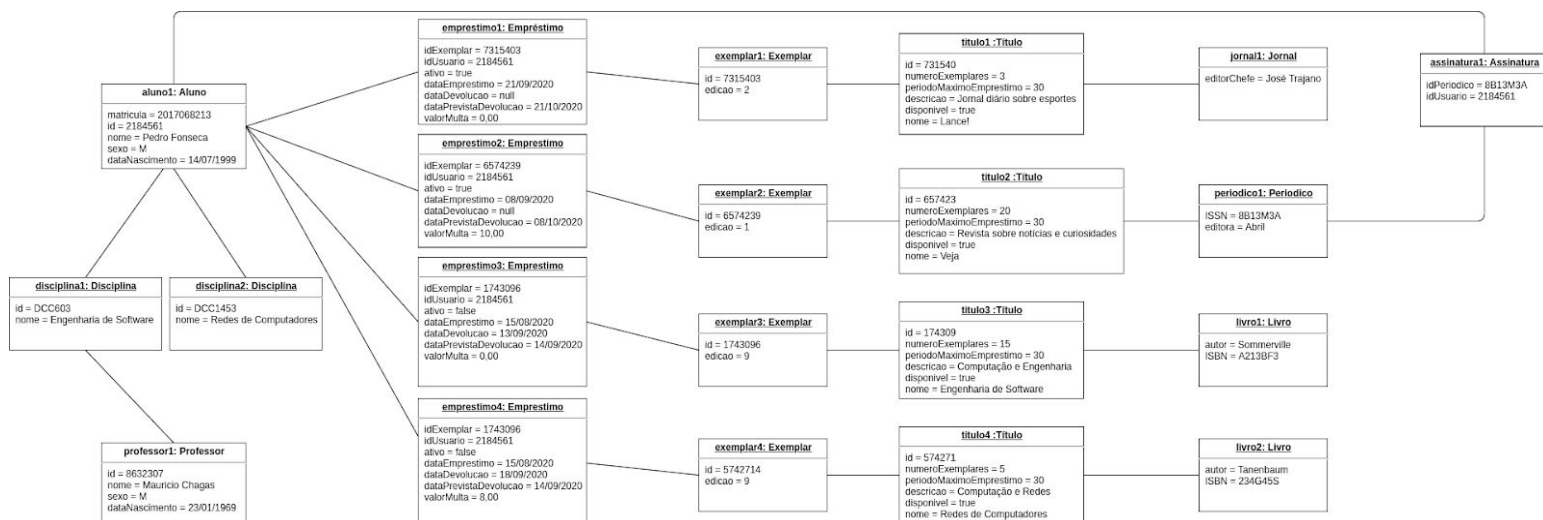 aluno1: Aluno
matricula = 2017068213
id = 2184561
nome = Pedro Fonseca
sexo = M
dataNascimento = 14/07/1999
disciplina1: Disciplina
id = DCC603
nome = Engenharia de Software
disciplina2: Disciplina
id = DCC1453
nome = Redes de Computadores
professor1: Professor
id = 8632307
nome = Mauricio Chagas
sexo = M
dataNascimento = 23/01/1969
emprestimo1: Empréstimo
idExemplar = 7315403
idUsuario = 2184561
ativo = true
dataEmprestimo = 21/09/2020
dataDevolucao = null
dataPrevistaDevolucao = 21/10/2020
valorMulta = 0,00
emprestimo2: Emprestimo
idExemplar = 6574239
idUsuario = 2184561
ativo = true
dataEmprestimo = 08/09/2020
dataDevolucao = null
dataPrevistaDevolucao = 08/10/2020
valorMulta = 10,00
emprestimo3: Emprestimo
idExemplar = 1743096
idUsuario = 2184561
ativo = false
dataEmprestimo = 15/08/2020
dataDevolucao = 13/09/2020
dataPrevistaDevolucao = 14/09/2020
valorMulta = 0,00
emprestimo4: Emprestimo
idExemplar = 1743096
idUsuario = 2184561
ativo = false
dataEmprestimo = 15/08/2020
dataDevolucao = 18/09/2020
dataPrevistaDevolucao = 14/09/2020
valorMulta = 8,00
exemplar1: Exemplar
id = 7315403
edicao = 2
exemplar2: Exemplar
id = 6574239
edicao = 1
exemplar3: Exemplar
id = 1743096
edicao = 9
exemplar4: Exemplar
id = 5742714
edicao = 9
titulo1 :Título
id = 731540
numeroExemplares = 3
periodoMaximoEmprestimo = 30
descricao = Jornal diário sobre esportes
disponivel = true
nome = Lance!
titulo2 :Título
id = 657423
numeroExemplares = 20
periodoMaximoEmprestimo = 30
descricao = Revista sobre notícias e curiosidades
disponivel = true
nome = Veja
titulo3 :Título
id = 174309
numeroExemplares = 15
periodoMaximoEmprestimo = 30
descricao = Computação e Engenharia
disponivel = true
nome = Engenharia de Software
titulo4 :Título
id = 574271
numeroExemplares = 5
periodoMaximoEmprestimo = 30
descricao = Computação e Redes
disponivel = true
nome = Redes de Computadores
jornal1: Jornal
editorChefe = José Trajano
periodico1: Periodico
ISSN = 8B13M3A
editora = Abril
livro1: Livro
autor = Sommerville
ISBN = A213BF3
livro2: Livro
autor = Tanenbaum
ISBN = 234G45S
assinatura1: Assinatura
idPeriodico = 8B13M3A
idUsuario = 2184561